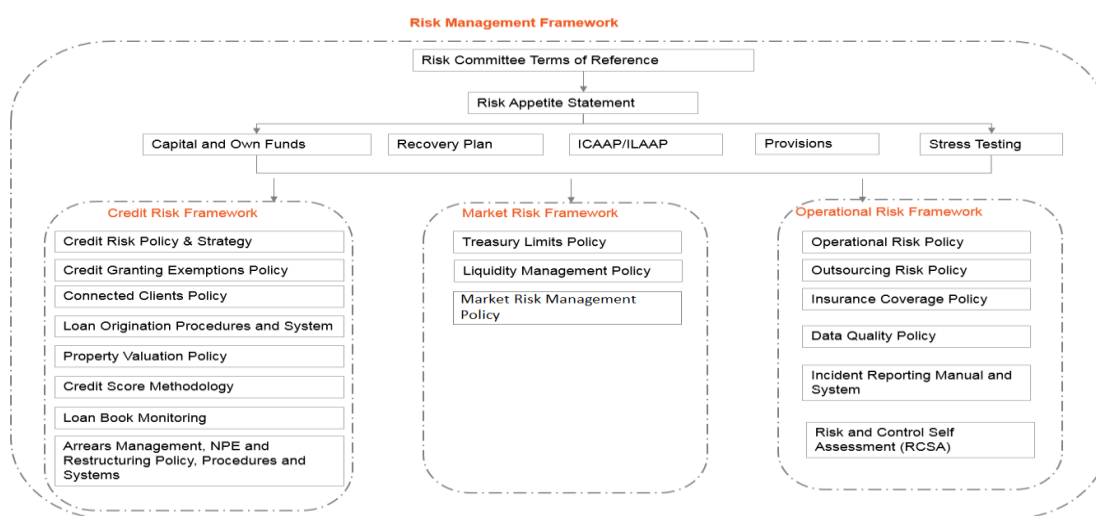 Risk Management Framework
Risk Committee Terms of Reference
Risk Appetite Statement
Capital and Own Funds
Recovery Plan
ICAAP/ILAAP
Provisions
Stress Testing
Credit Risk Framework
Credit Risk Policy & Strategy
Credit Granting Exemptions Policy
Connected Clients Policy
Loan Origination Procedures and System
Property Valuation Policy
Credit Score Methodology
Loan Book Monitoring
Arrears Management, NPE and
Restructuring Policy, Procedures and
Systems
Market Risk Framework
Treasury Limits Policy
Liquidity Management Policy
Market Risk Management
Policy
Operational Risk Framework
Operational Risk Policy
Outsourcing Risk Policy
Insurance Coverage Policy
Data Quality Policy
Incident Reporting Manual and
System
Risk and Control Self
Assessment (RCSA)